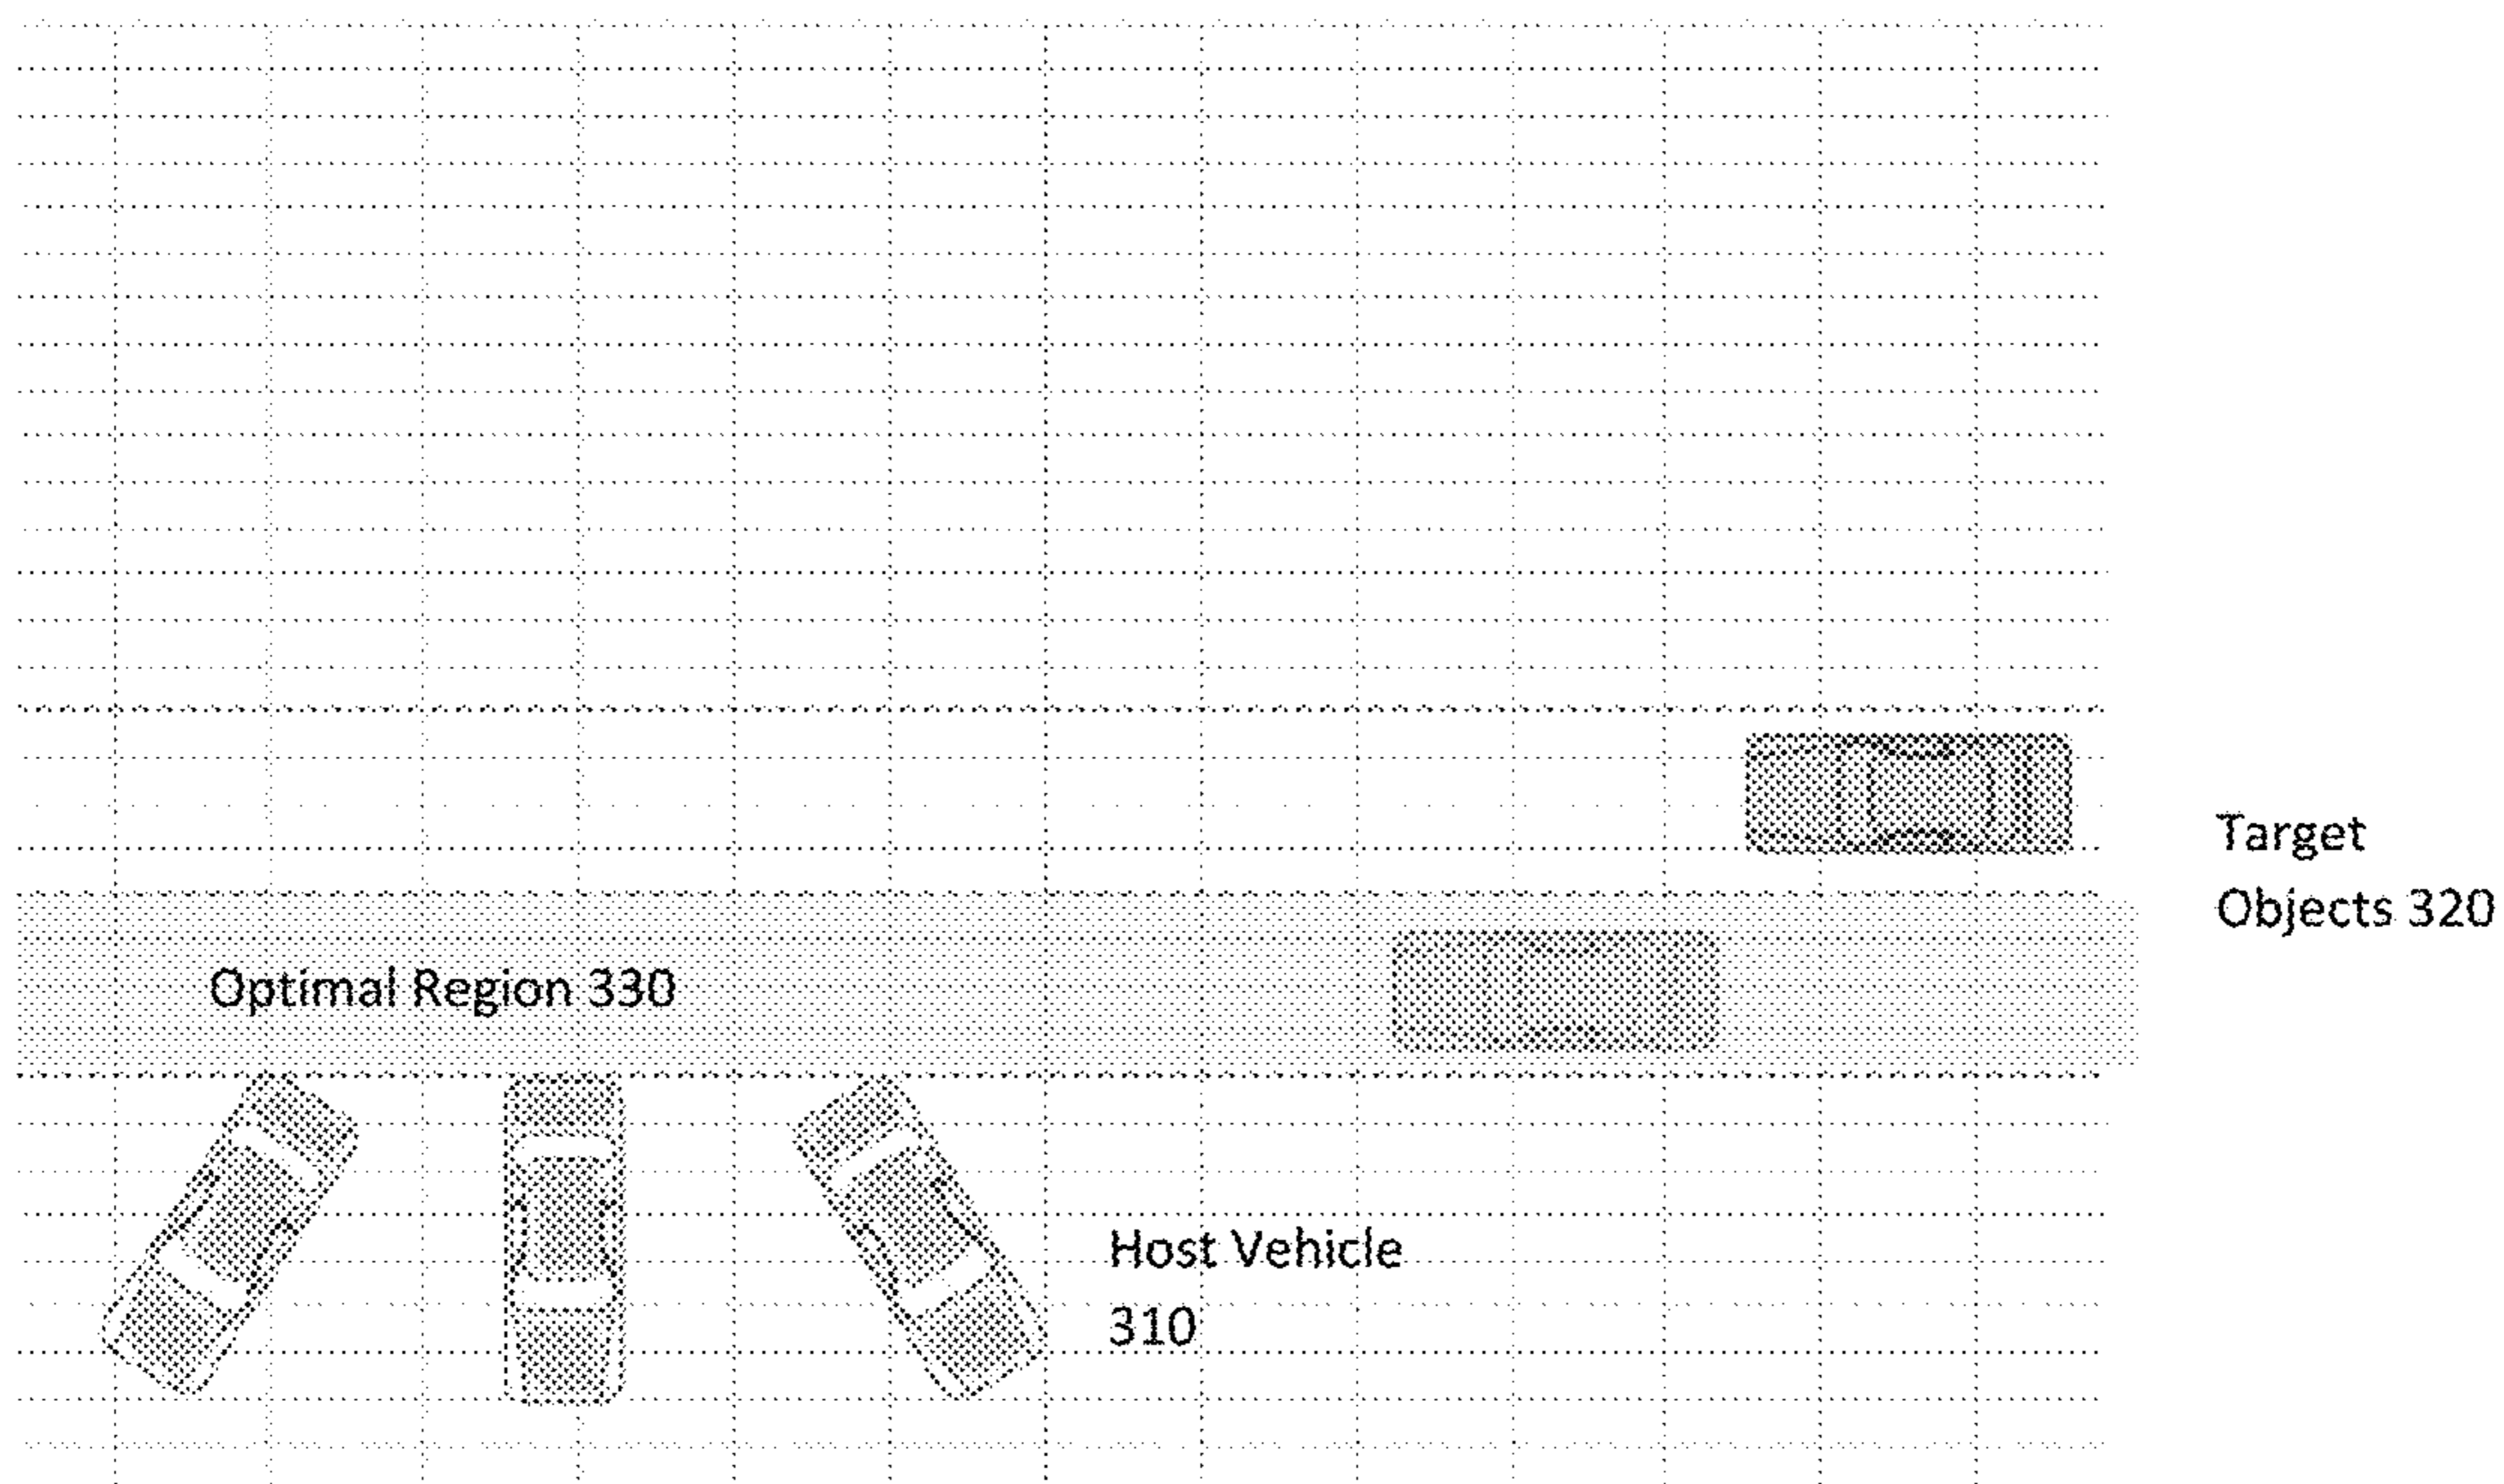 Target
Objects 320
Optimal Region 330
Host Vehicle
310